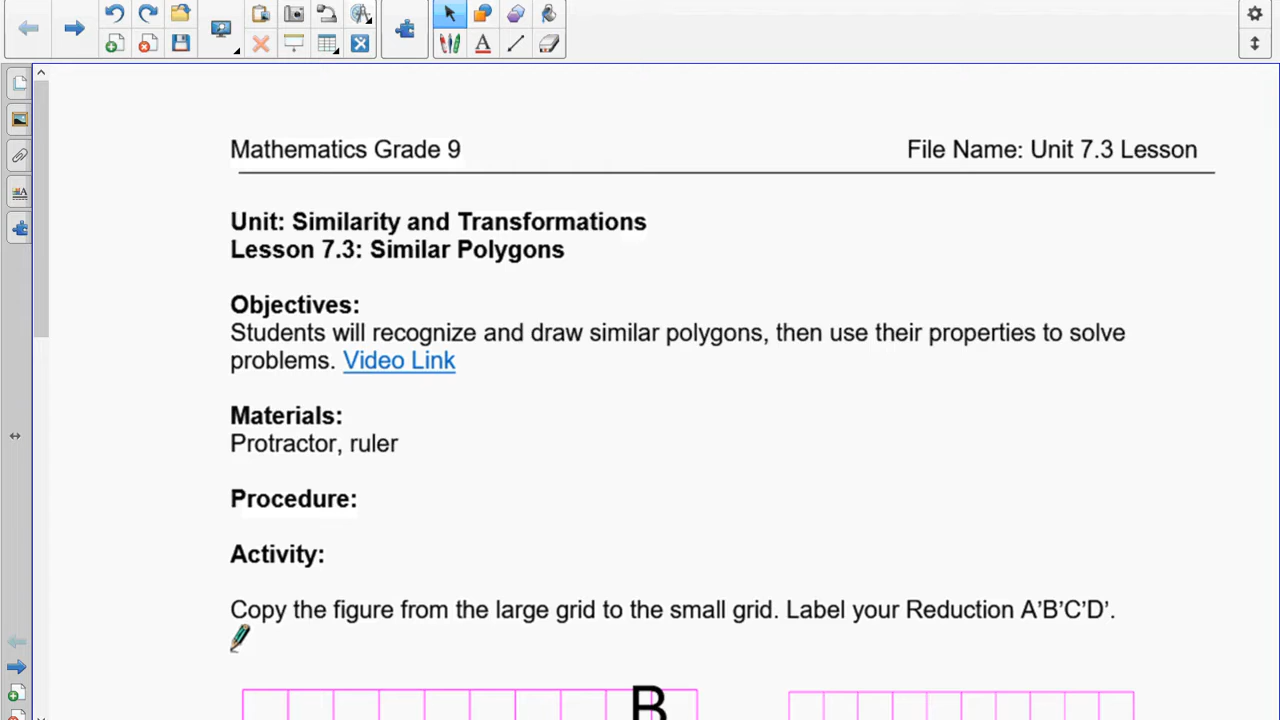 Mathematics Grade 9 File Name: Unit 7.3 Lesson
Unit: Similarity and Transformations
Lesson 7.3: Similar Polygons
Objectives:
Students will recognize and draw similar polygons, then use their properties to solve
problems. Video Link
Materials:
Protractor, ruler
Procedure:
Activity:
Copy the figure from the large grid to the small grid. Label your Reduction A’B’C’D’.
B